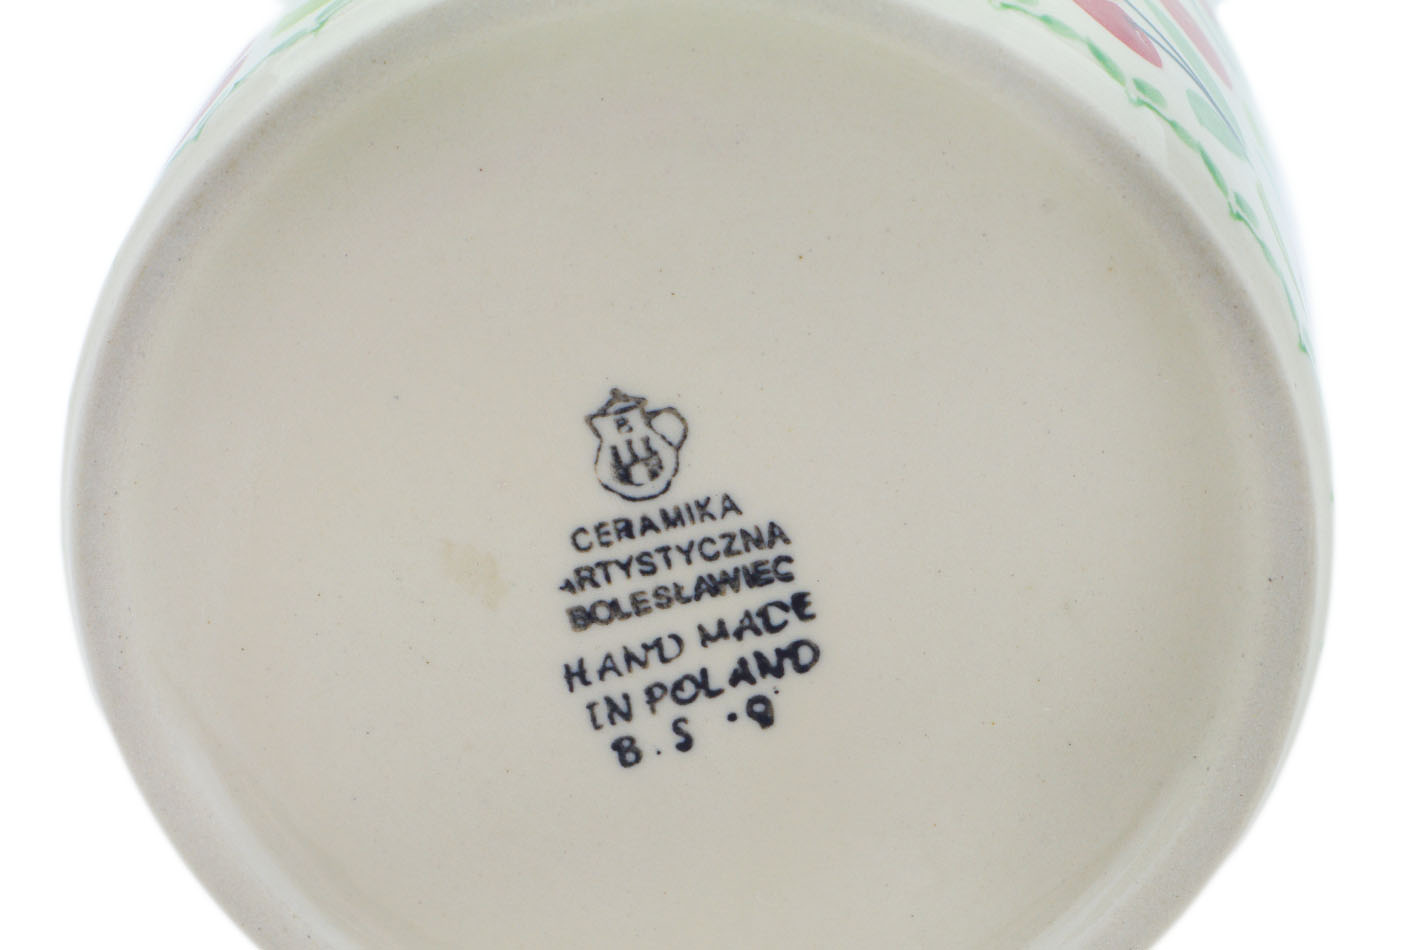 B
CERAMIKA
ARTYSTYCZNA
BOLESŁAWIEC
HAND MADE
IN POLAND
B.S .9